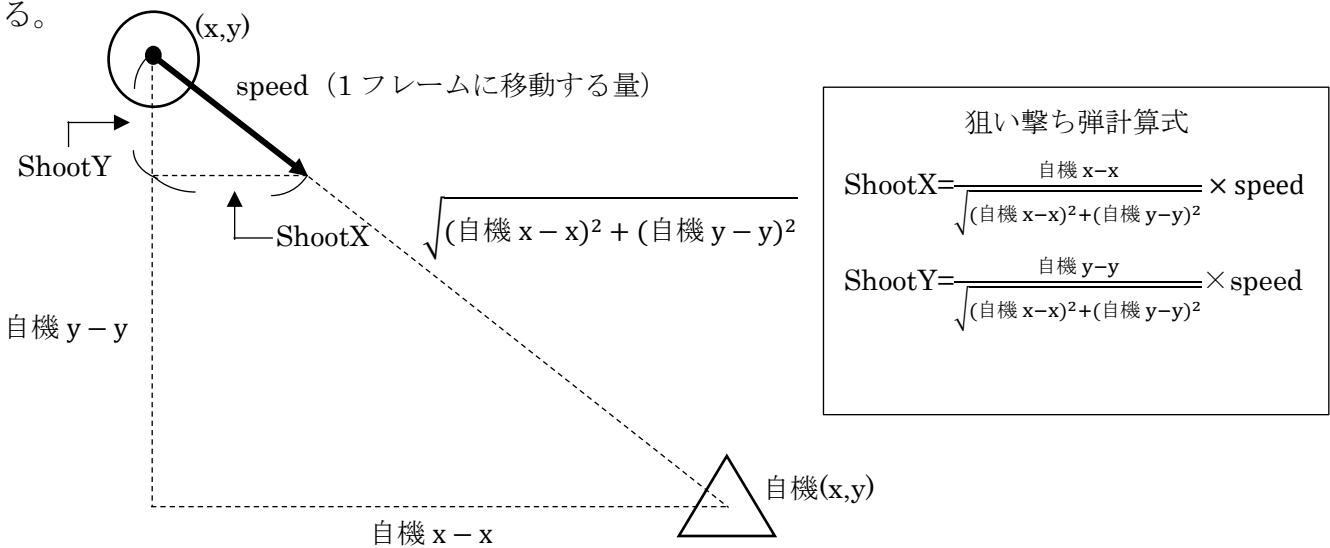 る。
(x,y)
speed（1 フレームに移動する量）
ShootY
ShootX
√(自機 x − x)² + (自機 y − y)²
自機 y − y
自機(x,y)
自機 x − x
狙い撃ち弾計算式
ShootX=自機 x−x/√(自機 x−x)²+(自機 y−y)² × speed
ShootY=自機 y−y/√(自機 x−x)²+(自機 y−y)² ×speed